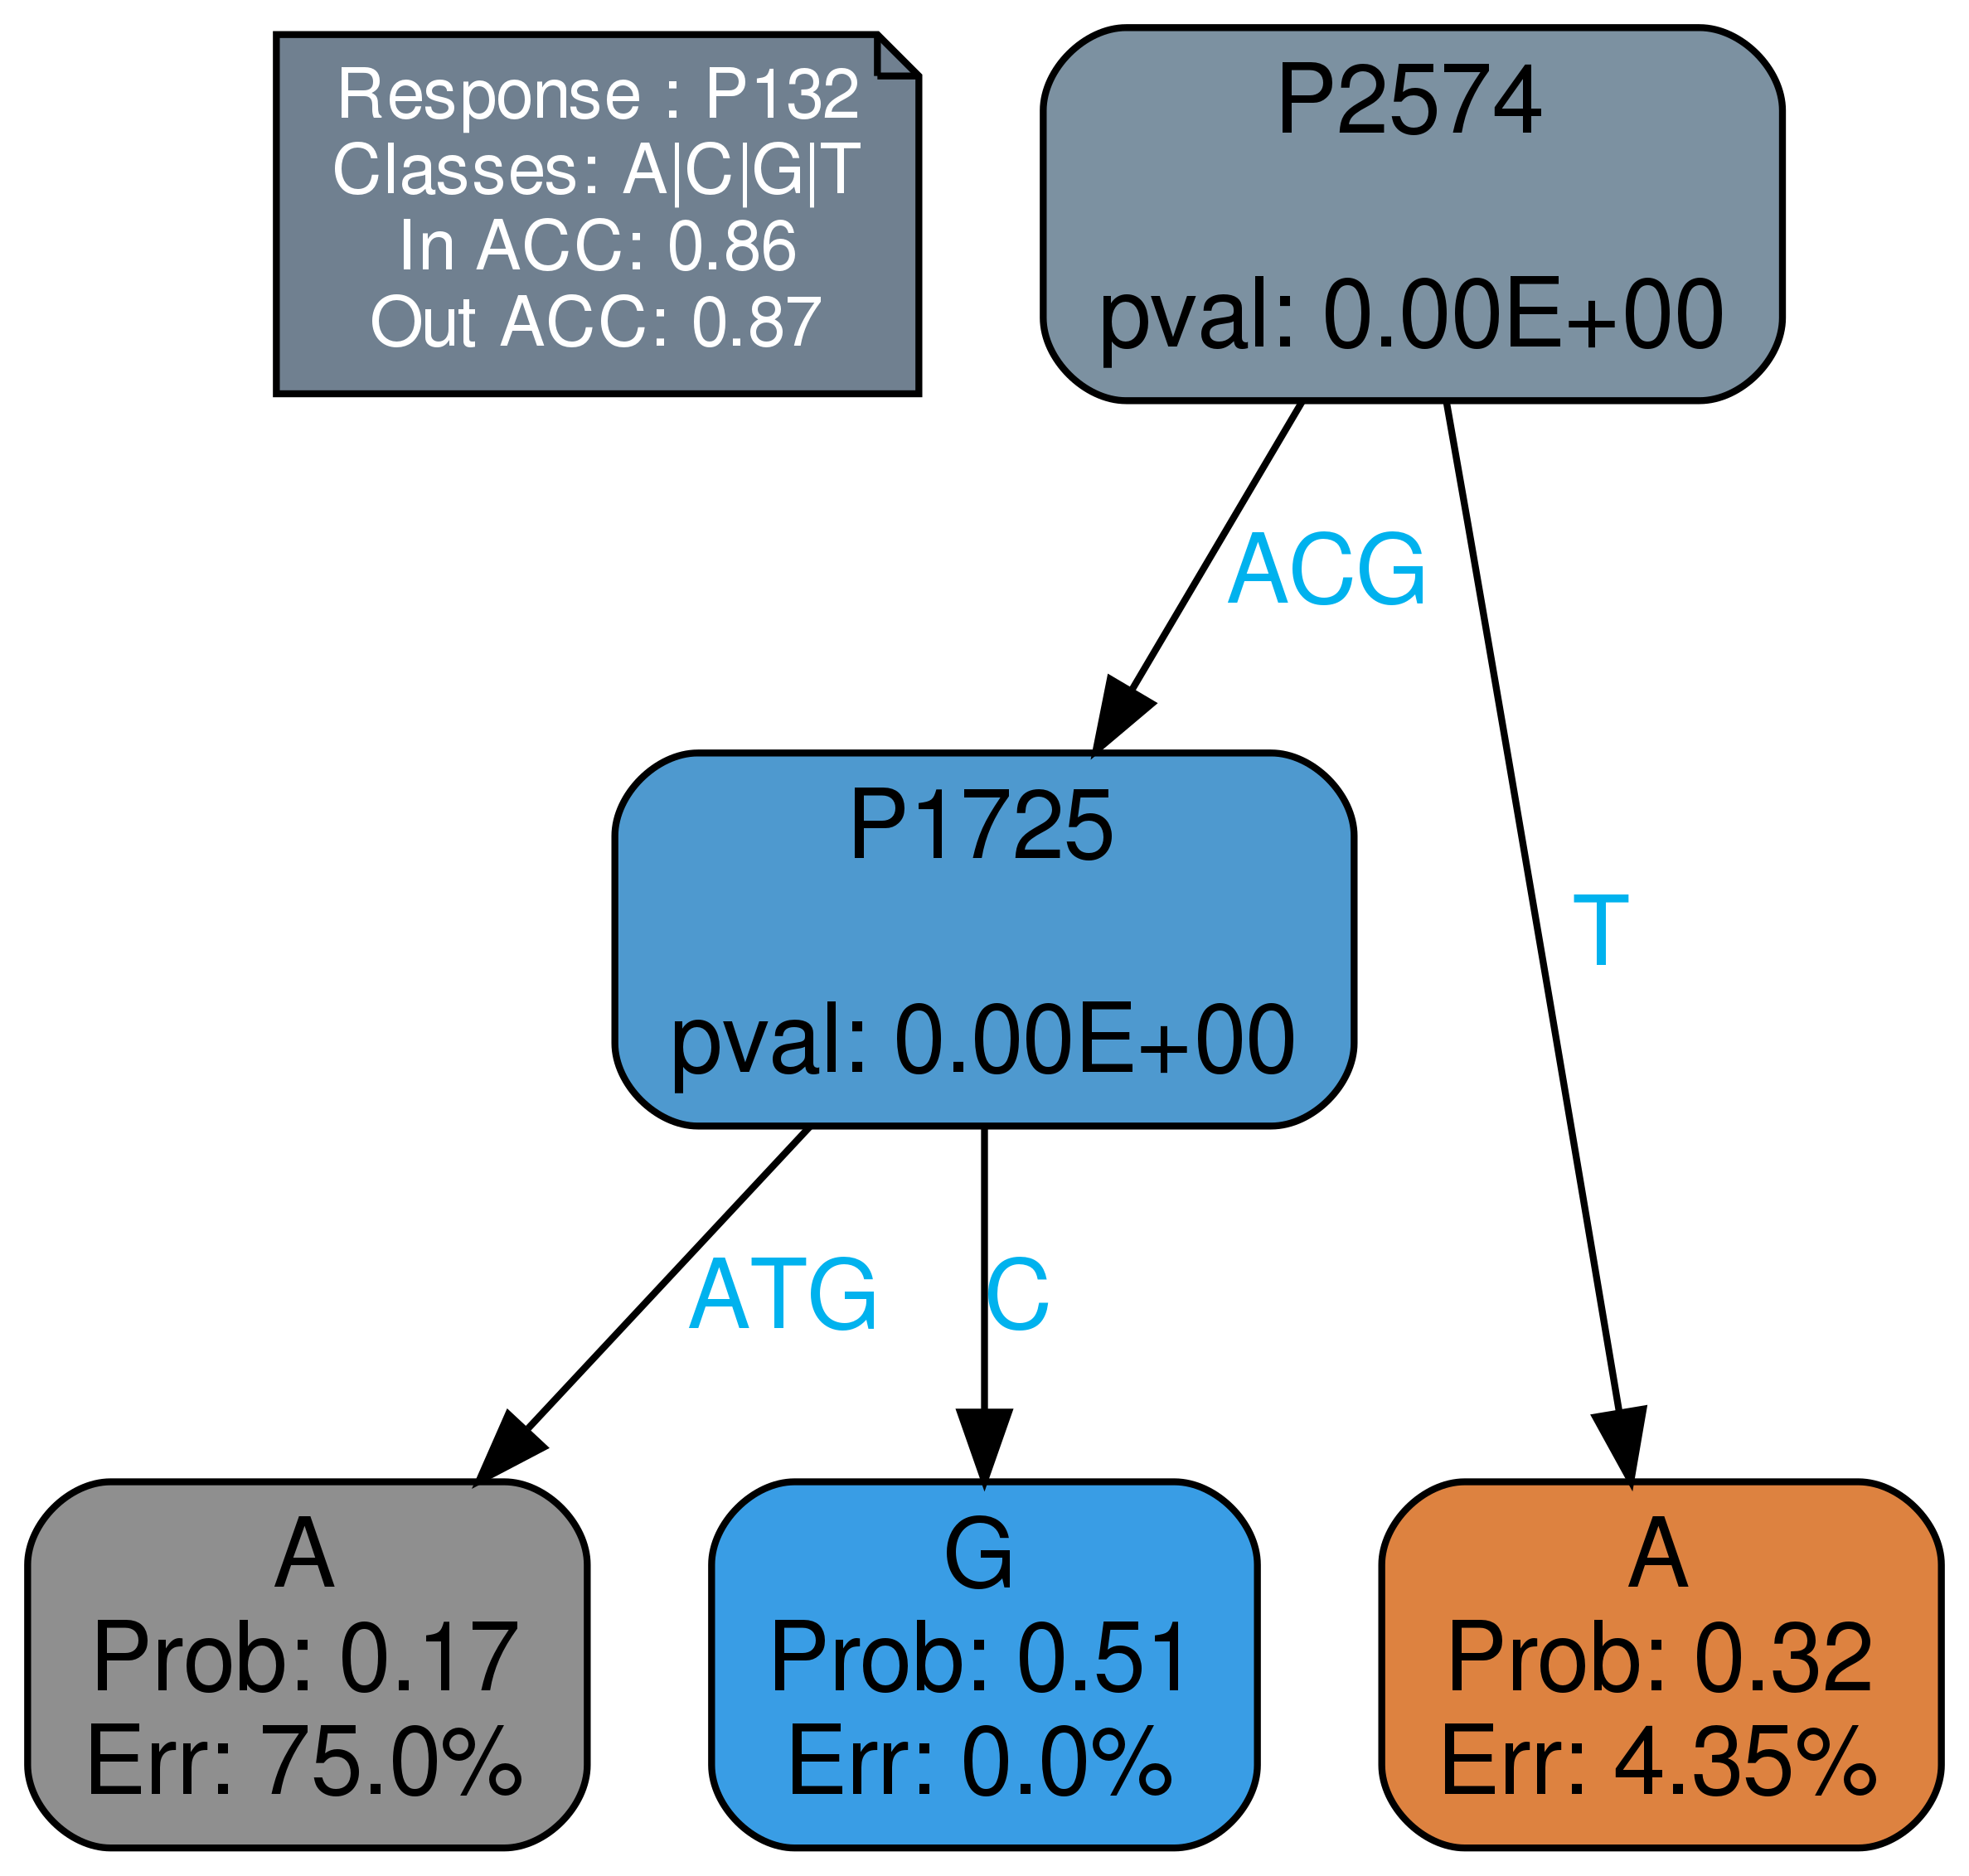 Response : P132
Classes: A|C|G|T
In ACC: 0.86
Out ACC: 0.87
P2574
pval: 0.00E+00
ACG
P1725
pval: 0.00E+00
T
ATG
C
A
Prob: 0.17
Err: 75.0%
G
Prob: 0.51
Err: 0.0%
A
Prob: 0.32
Err: 4.35%